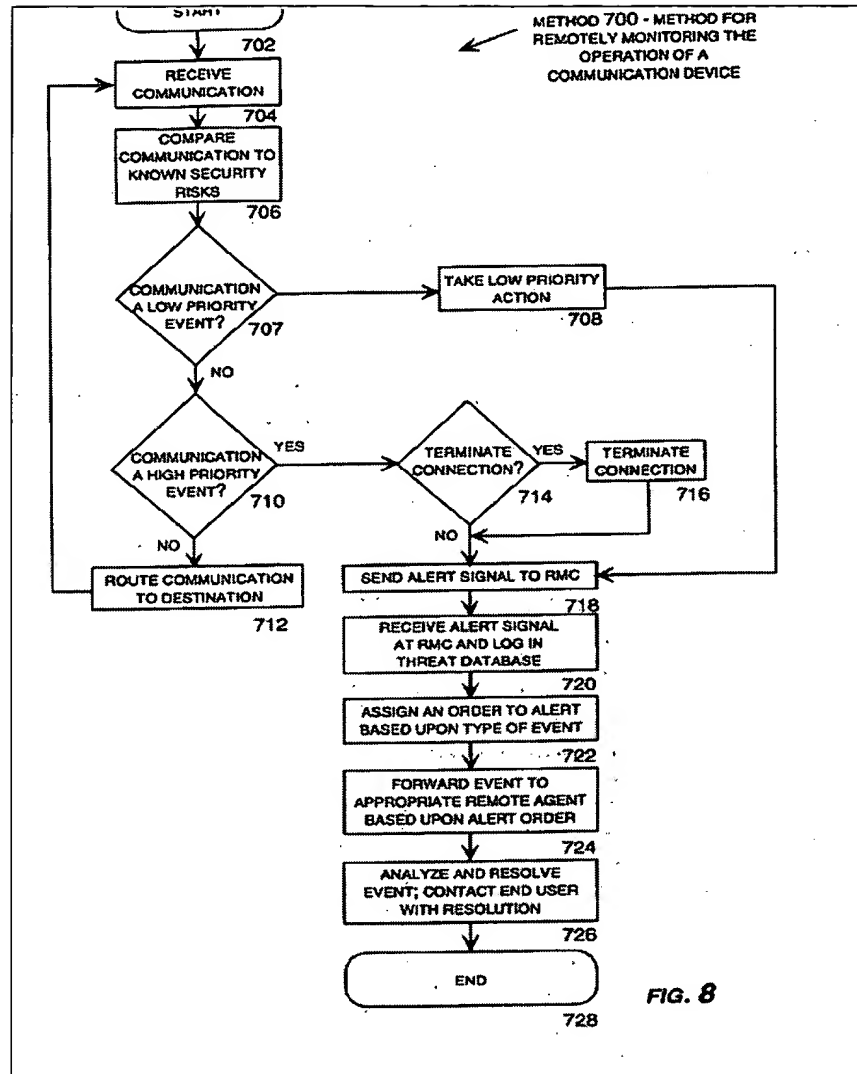 START
702
METHOD 700 - METHOD FOR
REMOTELY MONITORING THE
OPERATION OF A
COMMUNICATION DEVICE
RECEIVE
COMMUNICATION
704
COMPARE
COMMUNICATION TO
KNOWN SECURITY
RISKS
706
COMMUNICATION
A LOW PRIORITY
EVENT?
707
TAKE LOW PRIORITY
ACTION
708
NO
COMMUNICATION
A HIGH PRIORITY
EVENT?
710
YES
TERMINATE
CONNECTION?
714
YES
TERMINATE
CONNECTION
716
NO
NO
ROUTE COMMUNICATION
TO DESTINATION
712
SEND ALERT SIGNAL TO RMC
718
RECEIVE ALERT SIGNAL
AT RMC AND LOG IN
THREAT DATABASE
720
ASSIGN AN ORDER TO ALERT
BASED UPON TYPE OF EVENT
722
FORWARD EVENT TO
APPROPRIATE REMOTE AGENT
BASED UPON ALERT ORDER
724
ANALYZE AND RESOLVE
EVENT; CONTACT END USER
WITH RESOLUTION
726
END
728
FIG. 8